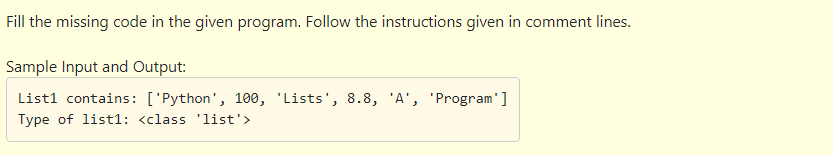 Fill the missing code in the given program. Follow the instructions given in comment lines.
Sample Input and Output:
List1 contains: ['Python', 100, 'Lists', 8.8, 'A', 'Program']
Type of list1: <class 'list'>